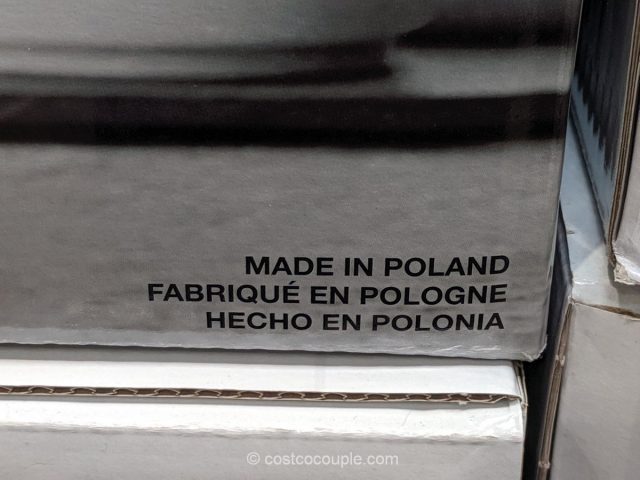 MADE IN POLAND
FABRIQUÉ EN POLOGNE
HECHO EN POLONIA
© costcocouple.com